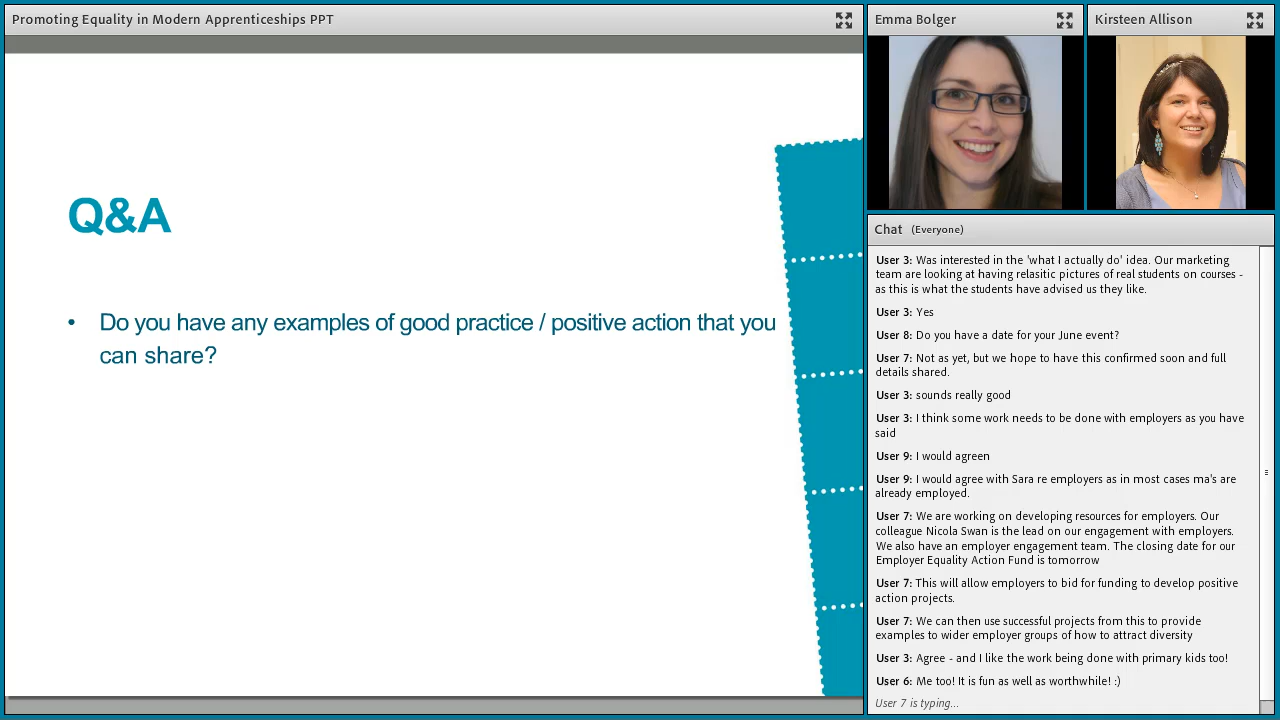 Promoting Equality in Modern Apprenticeships PPT
Q&A
• Do you have any examples of good practice / positive action that you
can share?
Emma Bolger
Kirsteen Allison
Chat (Everyone)
User 3: Was interested in the 'what I actually do' idea. Our marketing
team are looking at having relasitic pictures of real students on courses -
as this is what the students have advised us they like.
User 3: Yes
User 8: Do you have a date for your June event?
User 7: Not as yet, but we hope to have this confirmed soon and full
details shared.
User 3: sounds really good
User 3: I think some work needs to be done with employers as you have
said
User 9: I would agreen
User 9: I would agree with Sara re employers as in most cases ma's are
already employed.
User 7: We are working on developing resources for employers. Our
colleague Nicola Swan is the lead on our engagement with employers.
We also have an employer engagement team. The closing date for our
Employer Equality Action Fund is tomorrow
User 7: This will allow employers to bid for funding to develop positive
action projects.
User 7: We can then use successful projects from this to provide
examples to wider employer groups of how to attract diversity
User 3: Agree - and I like the work being done with primary kids too!
User 6: Me too! It is fun as well as worthwhile! :)
User 7 is typing...